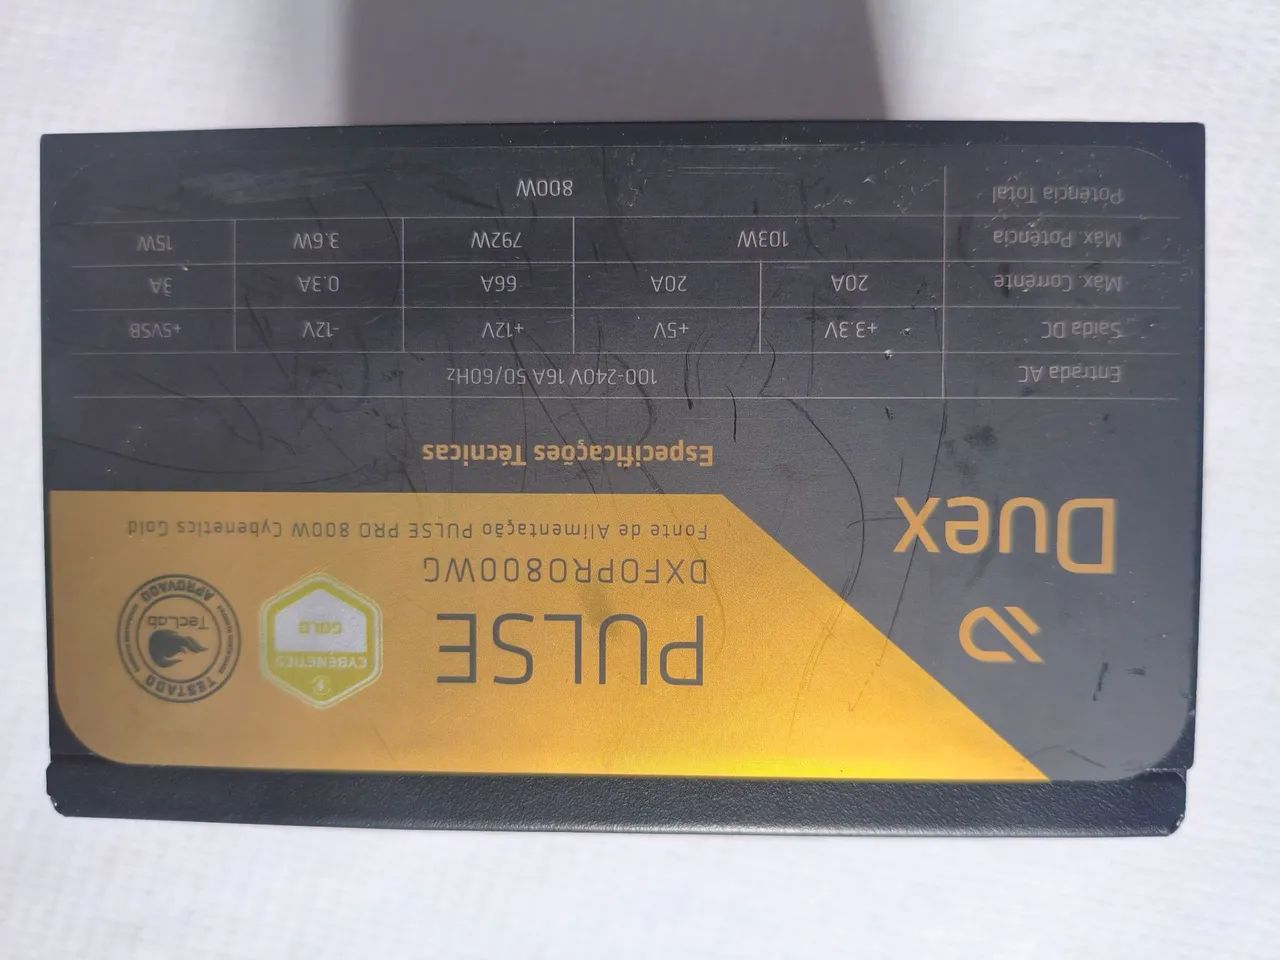 Duex
PULSE
DXFOPRO800WG
Fonte de Alimentação PULSE PRO 800W Cybenetics Gold
CYBENETICS
GOLD
TESTADO
TecLab
APROVADO
Especificações Técnicas
Entrada AC 100-240V 16A 50/60Hz
Saída DC +3.3V +5V +12V -12V +5VSB
Máx. Corrente 20A 20A 66A 0.3A 3A
Máx. Potência 103W 792W 3.6W 15W
Potência Total 800W